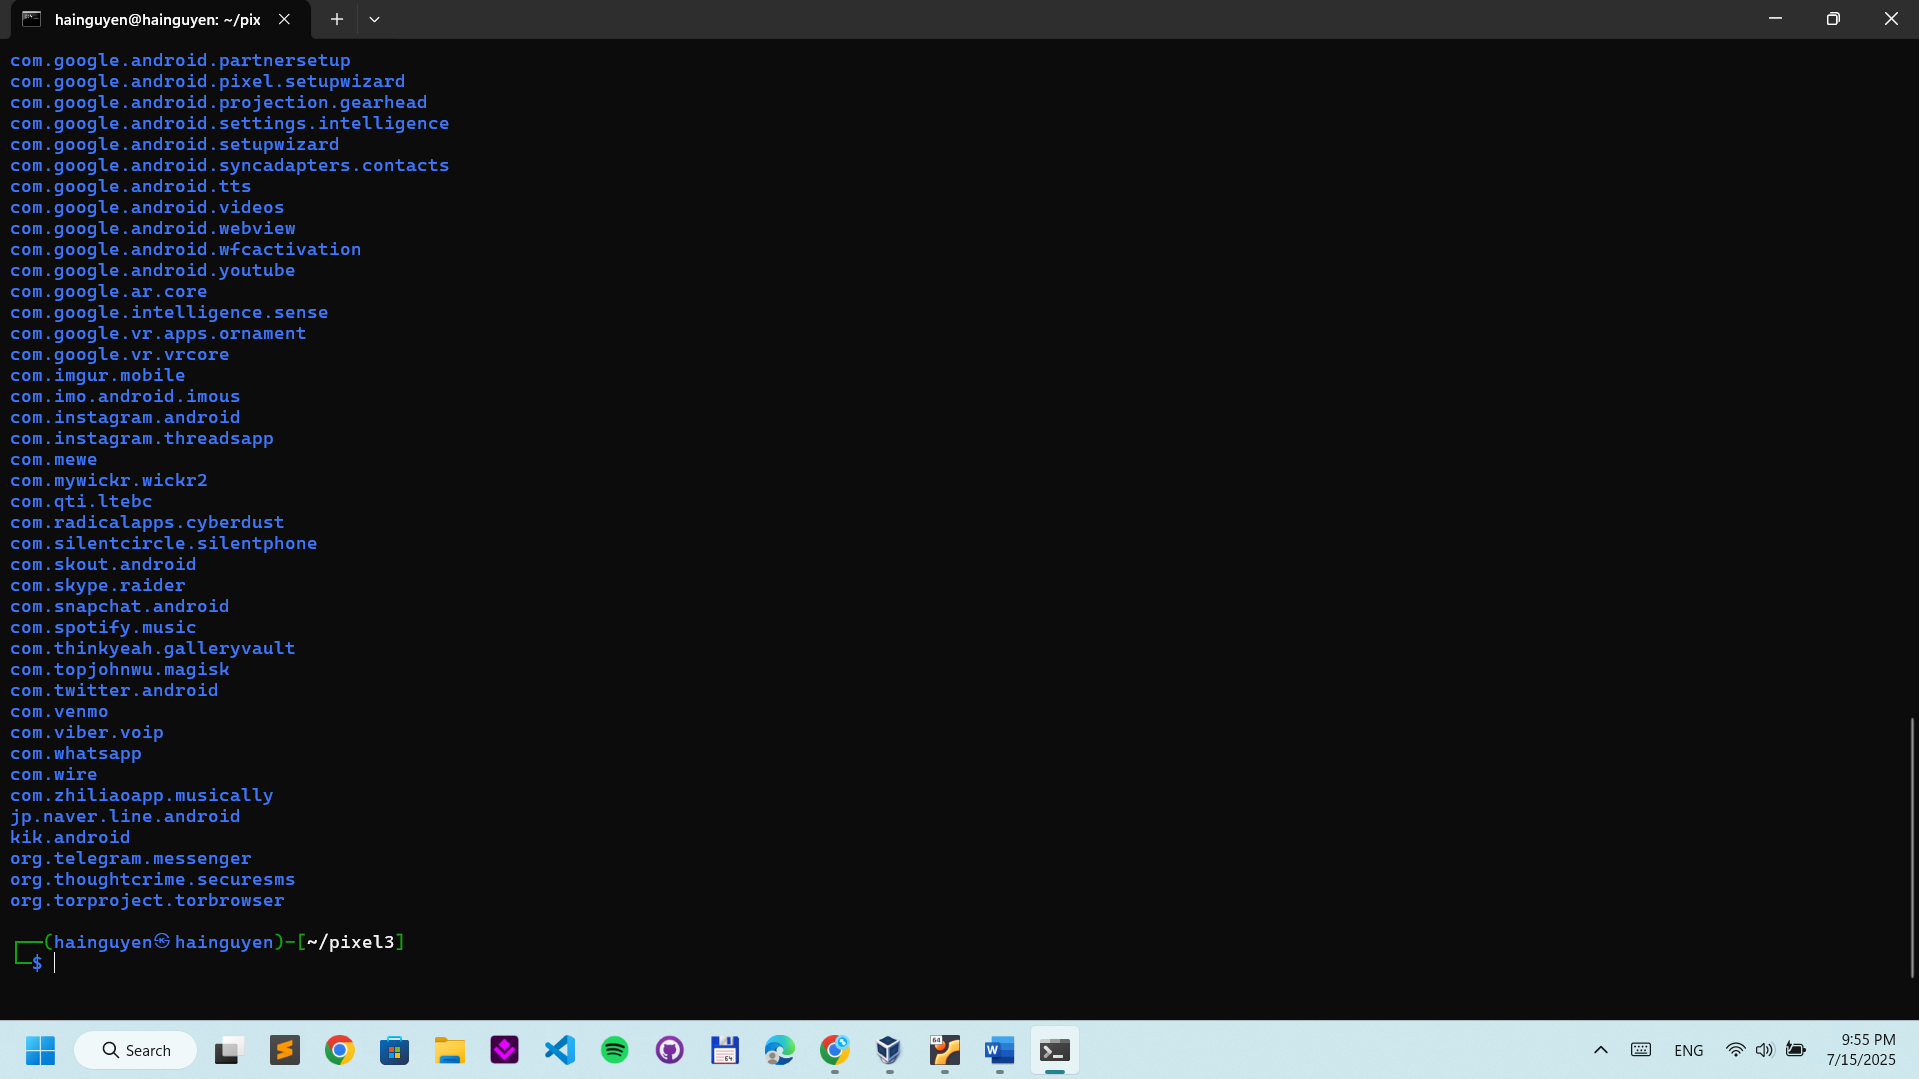 hainguyen@hainguyen: ~/pix
com.google.android.partnersetup
com.google.android.pixel.setupwizard
com.google.android.projection.gearhead
com.google.android.settings.intelligence
com.google.android.setupwizard
com.google.android.syncadapters.contacts
com.google.android.tts
com.google.android.videos
com.google.android.webview
com.google.android.wfcactivation
com.google.android.youtube
com.google.ar.core
com.google.intelligence.sense
com.google.vr.apps.ornament
com.google.vr.vrcore
com.imgur.mobile
com.imo.android.imous
com.instagram.android
com.instagram.threadsapp
com.mewe
com.mywickr.wickr2
com.qti.ltebc
com.radicalapps.cyberdust
com.silentcircle.silentphone
com.skout.android
com.skype.raider
com.snapchat.android
com.spotify.music
com.thinkyeah.galleryvault
com.topjohnwu.magisk
com.twitter.android
com.venmo
com.viber.voip
com.whatsapp
com.wire
com.zhiliaoapp.musically
jp.naver.line.android
kik.android
org.telegram.messenger
org.thoughtcrime.securesms
org.torproject.torbrowser
┌──(hainguyen㉿hainguyen)-[~/pixel3]
└─$
Search
64
64
W
ENG
9:55 PM
7/15/2025